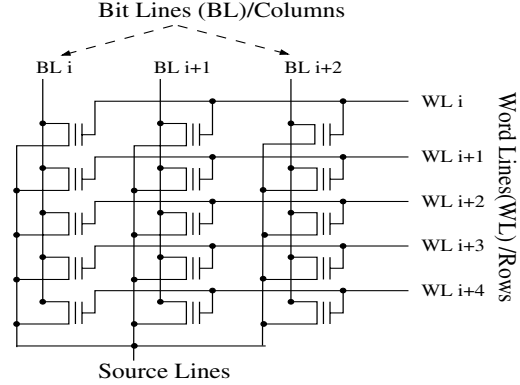 Bit Lines (BL)/Columns
BL i
BL i+1
BL i+2
WL i
WL i+1
WL i+2
WL i+3
WL i+4
Word Lines(WL) /Rows
Source Lines